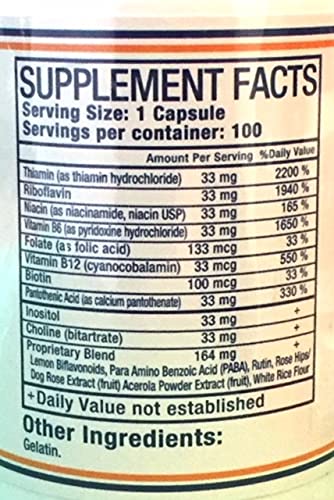 SUPPLEMENT FACTS
Serving Size: 1 Capsule
Servings per container: 100
Amount Per Serving %Daily Value
Thiamin (as thiamin hydrochloride) 33 mg 2200 %
Riboflavin 33 mg 1940 %
Niacin (as niacinamide, niacin USP) 33 mg 165 %
Vitamin B6 (as pyridoxine hydrochloride) 33 mg 1650 %
Folate (as folic acid) 133 mcg 33 %
Vitamin B12 (cyanocobalamin) 33 mcg 550 %
Biotin 100 mcg 33 %
Pantothenic Acid (as calcium pantothenate) 33 mg 330 %
Inositol 33 mg +
Choline (bitartrate) 33 mg +
Proprietary Blend 164 mg +
Lemon Biflavonoids, Para Amino Benzoic Acid (PABA), Rutin, Rose Hips/
Dog Rose Extract (fruit) Acerola Powder Extract (fruit), White Rice Flour
+Daily Value not established
Other Ingredients:
Gelatin.